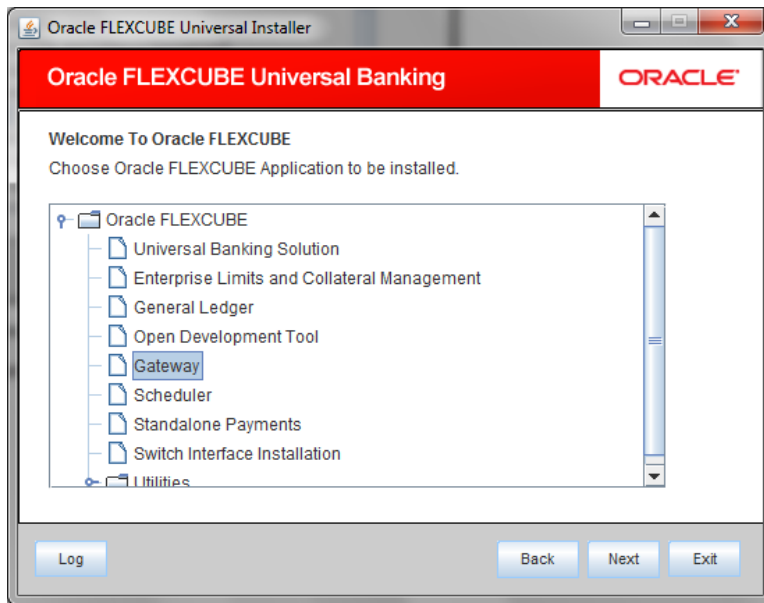 Oracle FLEXCUBE Universal Installer
Oracle FLEXCUBE Universal Banking
ORACLE
Welcome To Oracle FLEXCUBE
Choose Oracle FLEXCUBE Application to be installed.
Oracle FLEXCUBE
Universal Banking Solution
Enterprise Limits and Collateral Management
General Ledger
Open Development Tool
Gateway
Scheduler
Standalone Payments
Switch Interface Installation
Utilities
Log Back Next Exit